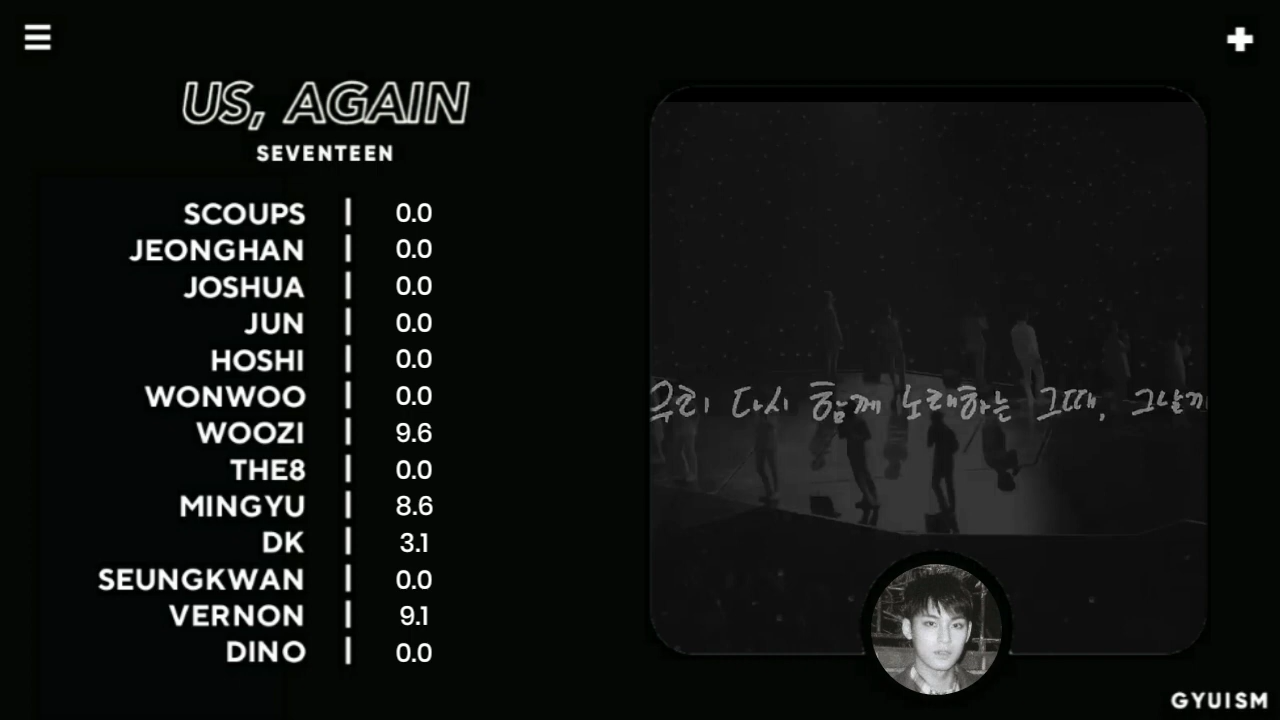 US, AGAIN
SEVENTEEN
SCOUPS | 0.0
JEONGHAN | 0.0
JOSHUA | 0.0
JUN | 0.0
HOSHI | 0.0
WONWOO | 0.0
WOOZI | 9.6
THE8 | 0.0
MINGYU | 8.6
DK | 3.1
SEUNGKWAN | 0.0
VERNON | 9.1
DINO | 0.0
우리 다시 함께 노래하는 그때, 그날까
GYUISM